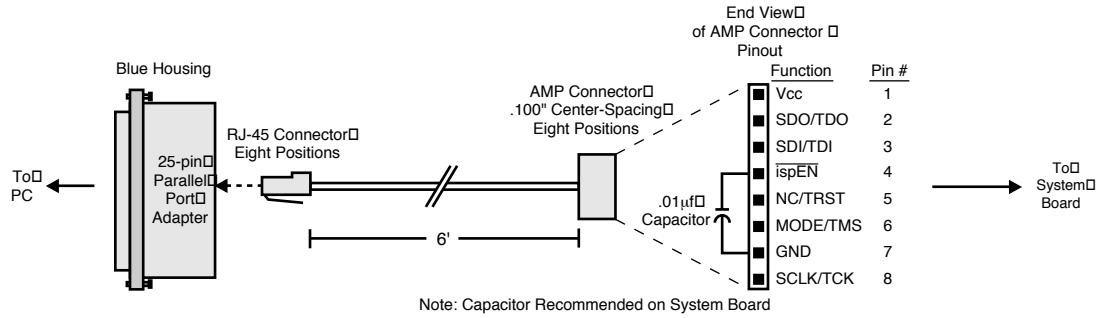 End View
of AMP Connector
Pinout
Function Pin #
Vcc 1
SDO/TDO 2
SDI/TDI 3
ispEN 4
NC/TRST 5
MODE/TMS 6
GND 7
SCLK/TCK 8
Blue Housing
AMP Connector
.100" Center-Spacing
Eight Positions
RJ-45 Connector
Eight Positions
25-pin
Parallel
Port
Adapter
To
PC
.01µf
Capacitor
To
System
Board
6'
Note: Capacitor Recommended on System Board